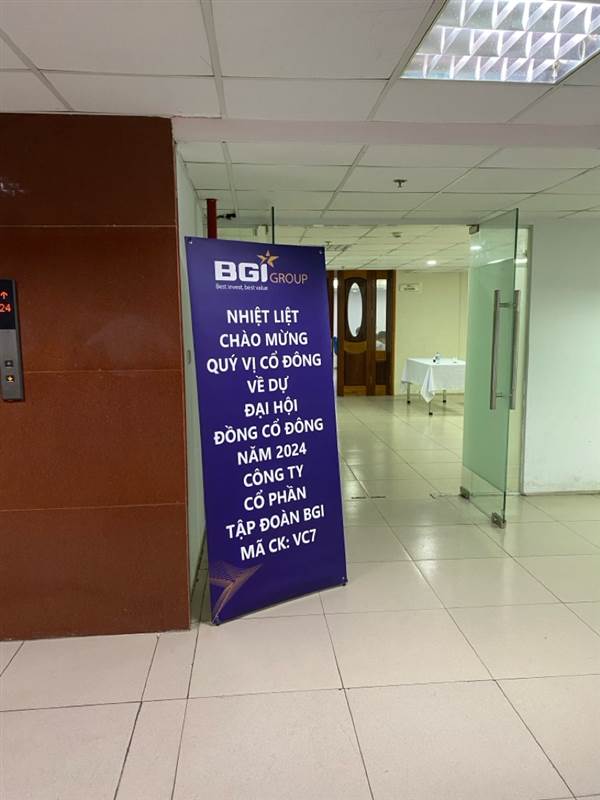 24
BGI GROUP
Best invest, best value
NHIỆT LIỆT
CHÀO MỪNG
QUÝ VỊ CỔ ĐÔNG
VỀ DỰ
ĐẠI HỘI
ĐỒNG CỔ ĐÔNG
NĂM 2024
CÔNG TY
CỔ PHẦN
TẬP ĐOÀN BGI
MÃ CK: VC7